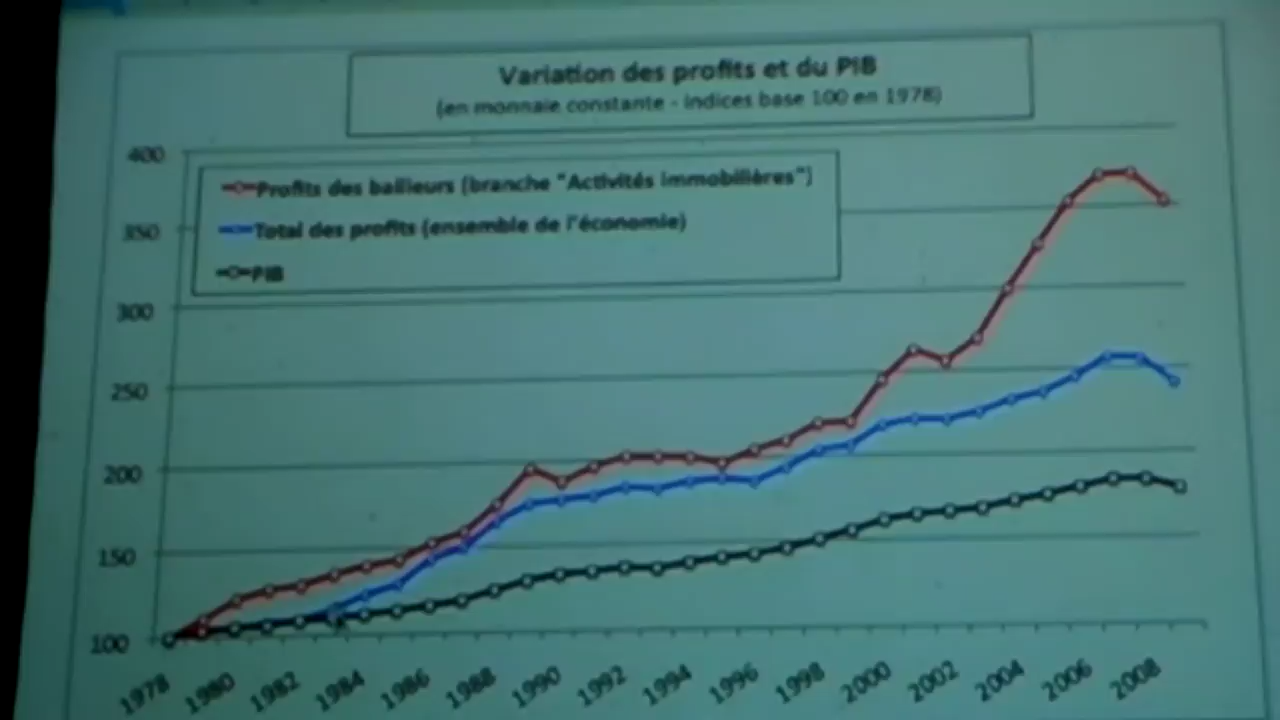 Variation des profits et du PIB
(en monnaie constante - indices base 100 en 1978)
400
Profits des bailleurs (branche "Activités immobilières")
350
Total des profits (ensemble de l'économie)
PIB
300
250
200
150
100
1978 1980 1982 1984 1986 1988 1990 1992 1994 1996 1998 2000 2002 2004 2006 2008